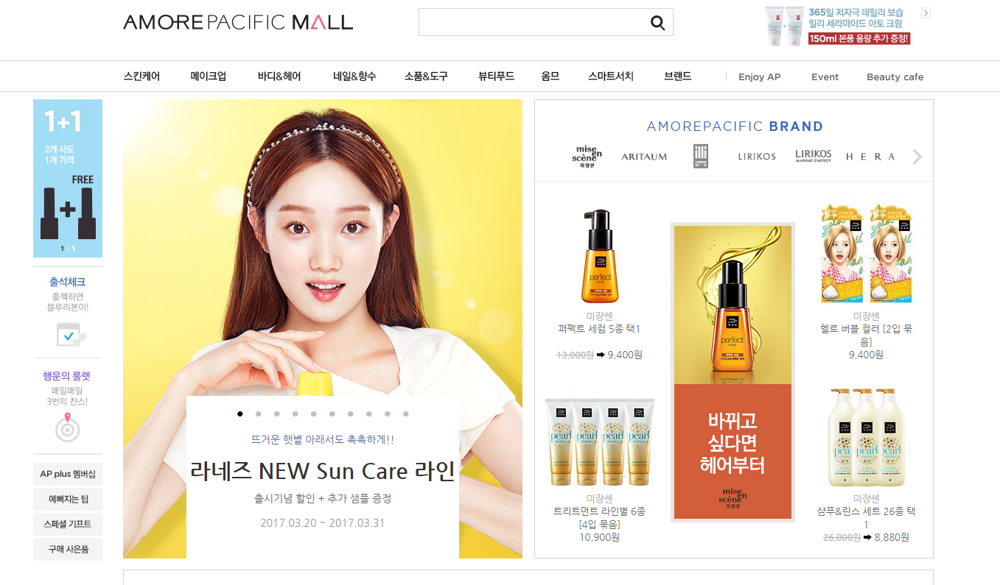 AMOREPACIFIC MALL
365일 저자극 데일리 보습
일리 세라마이드 아토 크림
150ml 본품 용량 추가 증정!
스킨케어 메이크업 바디&헤어 네일&향수 소품&도구 뷰티푸드 옴므 스마트서치 브랜드 Enjoy AP Event Beauty cafe
1+1
2개 사도
1개 가격
FREE
1 / 1
출석체크
출첵하면
블루리본이!
행운의 룰렛
매일매일
3번의 찬스!
AP plus 멤버십
예뻐지는 팁
스페셜 기프트
구매 사은품
뜨거운 햇볕 아래서도 촉촉하게!!
라네즈 NEW Sun Care 라인
출시기념 할인 + 추가 샘플 증정
2017.03.20 ~ 2017.03.31
AMOREPACIFIC BRAND
mise en scène 미쟝센 ARITAUM LIRIKOS LIRIKOS MARINE ENERGY HERA
perfect
미쟝센
퍼펙트 세럼 5종 택1
13,000원 ➡ 9,400원
perfect
바뀌고
싶다면
헤어부터
mise en scène
미쟝센
미쟝센
헬로 버블 컬러 [2입 묶
음]
9,400원
pearl pearl pearl pearl
미쟝센
트리트먼트 라인별 6종
[4입 묶음]
10,900원
미쟝센
샴푸&린스 세트 26종 택
1
26,000원 ➡ 8,880원